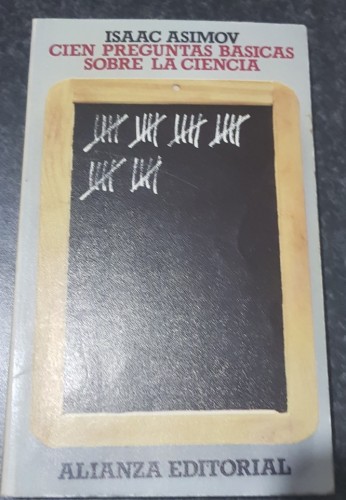 ISAAC ASIMOV
CIEN PREGUNTAS BASICAS
SOBRE LA CIENCIA
ALIANZA EDITORIAL